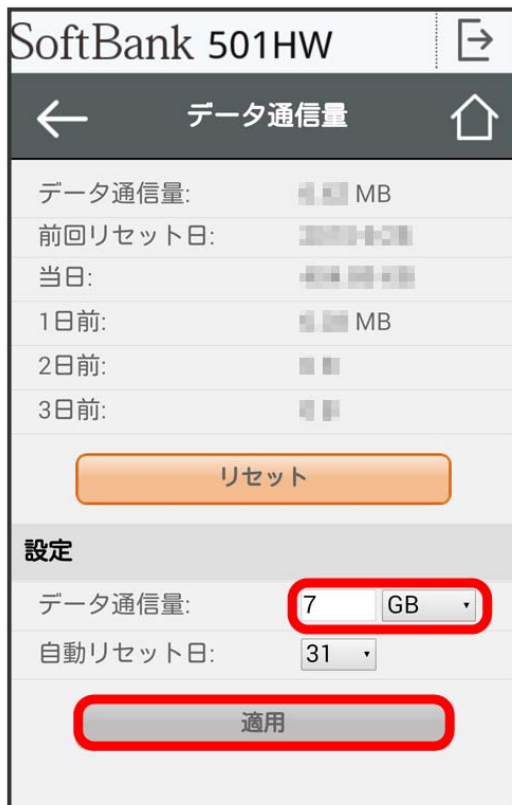 SoftBank 501HW
データ通信量
データ通信量: MB
前回リセット日:
当日:
1日前: MB
2日前:
3日前:
リセット
設定
データ通信量: 7 GB
自動リセット日: 31
適用